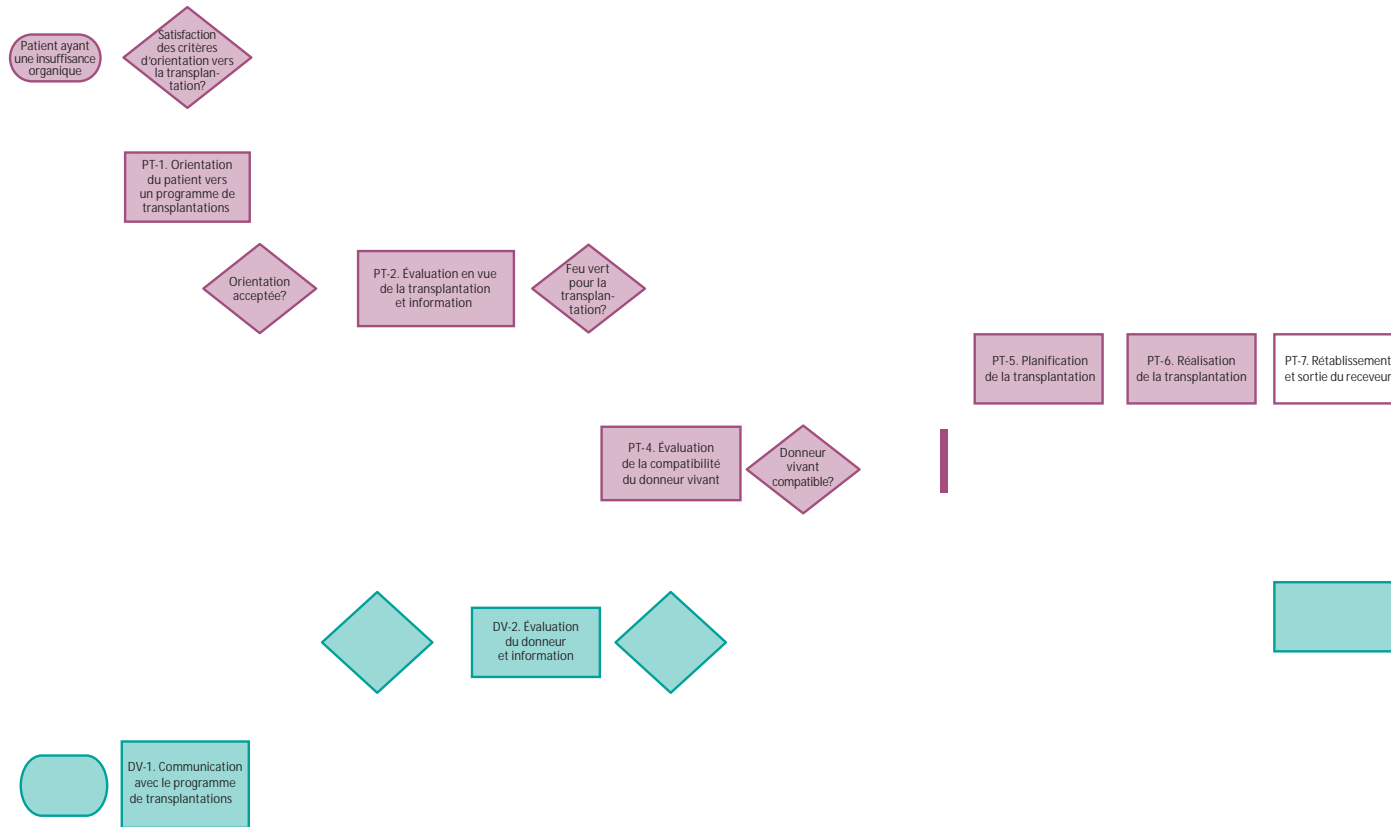 Patient ayant
une insuffisance
organique
Satisfaction
des critères
d'orientation vers
la transplan-
tation?
PT-1. Orientation
du patient vers
un programme de
transplantations
Orientation
acceptée?
PT-2. Évaluation en vue
de la transplantation
et information
Feu vert
pour la
transplan-
tation?
PT-5. Planification
de la transplantation
PT-6. Réalisation
de la transplantation
PT-7. Rétablissement
et sortie du receveur
PT-4. Évaluation
de la compatibilité
du donneur vivant
Donneur
vivant
compatible?
DV-2. Évaluation
du donneur
et information
DV-1. Communication
avec le programme
de transplantations